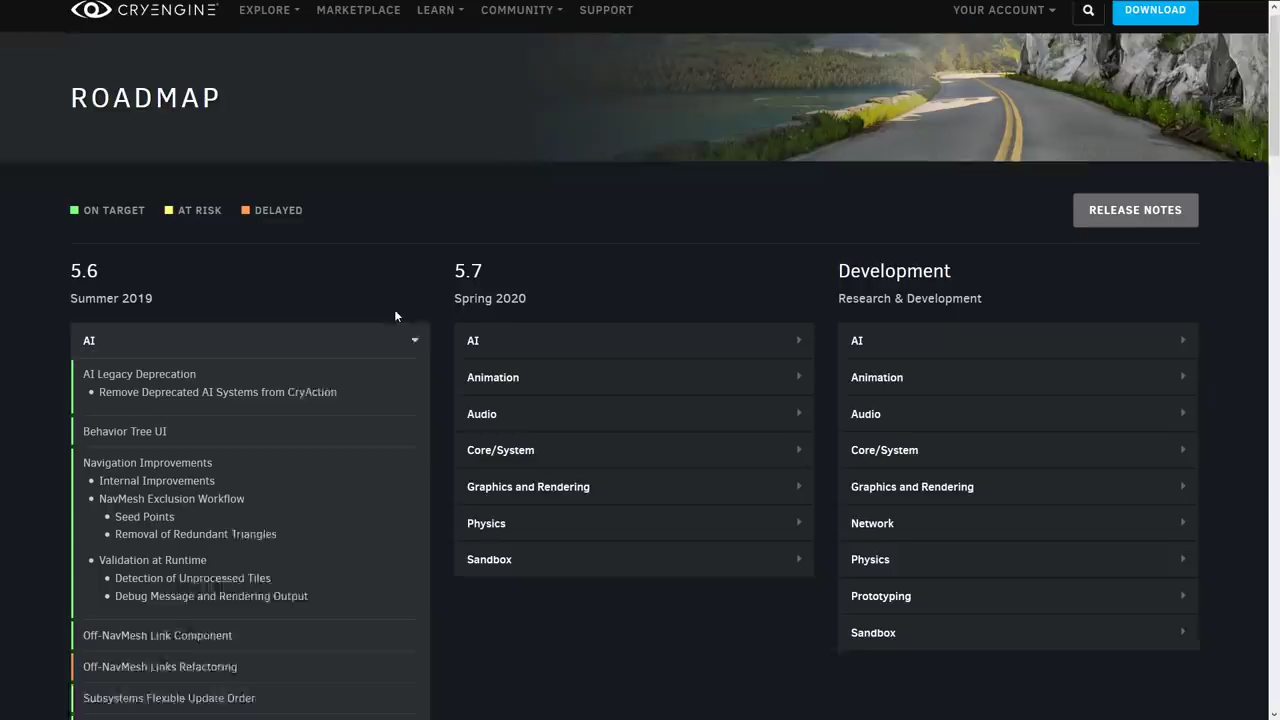 CRYENGINE®
EXPLORE
MARKETPLACE
LEARN
COMMUNITY
SUPPORT
YOUR ACCOUNT
DOWNLOAD
ROADMAP
ON TARGET
AT RISK
DELAYED
RELEASE NOTES
5.6
Summer 2019
AI
AI Legacy Deprecation
• Remove Deprecated AI Systems from CryAction
Behavior Tree UI
Navigation Improvements
• Internal Improvements
• NavMesh Exclusion Workflow
• Seed Points
• Removal of Redundant Triangles
• Validation at Runtime
• Detection of Unprocessed Tiles
• Debug Message and Rendering Output
Off-NavMesh Link Component
Off-NavMesh Links Refactoring
Subsystems Flexible Update Order
5.7
Spring 2020
AI
Animation
Audio
Core/System
Graphics and Rendering
Physics
Sandbox
Development
Research & Development
AI
Animation
Audio
Core/System
Graphics and Rendering
Network
Physics
Prototyping
Sandbox